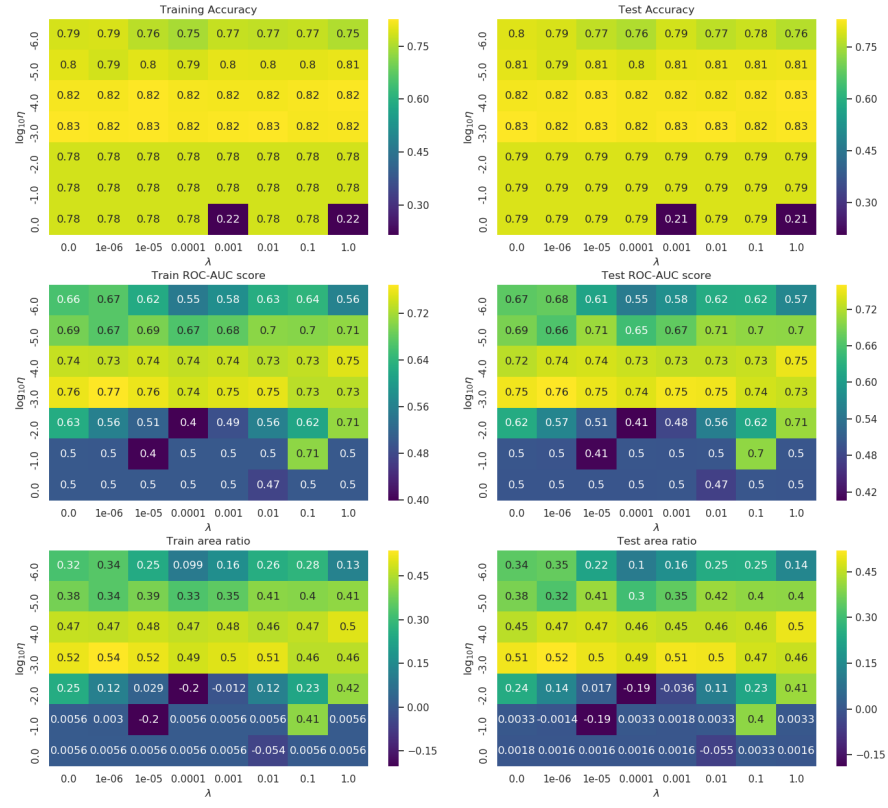 Training Accuracy
-6.0 0.79 0.79 0.76 0.75 0.77 0.77 0.77 0.75
-5.0 0.8 0.79 0.8 0.79 0.8 0.8 0.8 0.81
-4.0 0.82 0.82 0.82 0.82 0.82 0.82 0.82 0.82
-3.0 0.83 0.82 0.83 0.82 0.82 0.83 0.82 0.82
-2.0 0.78 0.78 0.78 0.78 0.78 0.78 0.78 0.78
-1.0 0.78 0.78 0.78 0.78 0.78 0.78 0.78 0.78
0.0 0.78 0.78 0.78 0.78 0.22 0.78 0.78 0.22
0.0 1e-06 1e-05 0.0001 0.001 0.01 0.1 1.0
λ
log₁₀η
0.75
0.60
0.45
0.30
Test Accuracy
-6.0 0.8 0.79 0.77 0.76 0.79 0.77 0.78 0.76
-5.0 0.81 0.79 0.81 0.8 0.8 0.81 0.81 0.81
-4.0 0.82 0.82 0.82 0.82 0.82 0.82 0.82 0.83
-3.0 0.83 0.82 0.83 0.83 0.83 0.82 0.82 0.83
-2.0 0.79 0.79 0.79 0.79 0.79 0.79 0.79 0.79
-1.0 0.79 0.79 0.79 0.79 0.79 0.79 0.79 0.79
0.0 0.79 0.79 0.79 0.79 0.21 0.79 0.79 0.21
0.0 1e-06 1e-05 0.0001 0.001 0.01 0.1 1.0
λ
log₁₀η
0.75
0.60
0.45
0.30
Train ROC-AUC score
-6.0 0.66 0.67 0.62 0.55 0.58 0.63 0.64 0.56
-5.0 0.69 0.67 0.69 0.67 0.68 0.7 0.7 0.71
-4.0 0.74 0.73 0.74 0.74 0.74 0.73 0.73 0.75
-3.0 0.76 0.77 0.76 0.74 0.75 0.75 0.73 0.73
-2.0 0.63 0.56 0.51 0.4 0.49 0.56 0.62 0.71
-1.0 0.5 0.5 0.4 0.5 0.5 0.5 0.71 0.5
0.0 0.5 0.5 0.5 0.5 0.5 0.47 0.5 0.5
0.0 1e-06 1e-05 0.0001 0.001 0.01 0.1 1.0
λ
log₁₀η
0.72
0.64
0.56
0.48
0.40
Test ROC-AUC score
-6.0 0.67 0.68 0.61 0.55 0.58 0.62 0.62 0.57
-5.0 0.69 0.66 0.71 0.65 0.67 0.71 0.7 0.7
-4.0 0.72 0.74 0.74 0.73 0.73 0.73 0.72 0.75
-3.0 0.75 0.76 0.75 0.74 0.75 0.75 0.74 0.73
-2.0 0.62 0.57 0.51 0.41 0.48 0.56 0.62 0.71
-1.0 0.5 0.5 0.41 0.5 0.5 0.5 0.7 0.5
0.0 0.5 0.5 0.5 0.5 0.5 0.47 0.5 0.5
0.0 1e-06 1e-05 0.0001 0.001 0.01 0.1 1.0
λ
log₁₀η
0.72
0.66
0.60
0.54
0.48
0.42
Train area ratio
-6.0 0.32 0.34 0.25 0.099 0.16 0.26 0.28 0.13
-5.0 0.38 0.34 0.39 0.33 0.35 0.41 0.4 0.41
-4.0 0.47 0.47 0.48 0.47 0.48 0.46 0.47 0.5
-3.0 0.52 0.54 0.52 0.49 0.5 0.51 0.46 0.46
-2.0 0.25 0.12 0.029 -0.2 -0.012 0.12 0.23 0.42
-1.0 0.0056 0.003 -0.2 0.0056 0.0056 0.0056 0.41 0.0056
0.0 0.0056 0.0056 0.0056 0.0056 0.0056 -0.054 0.0056 0.0056
0.0 1e-06 1e-05 0.0001 0.001 0.01 0.1 1.0
λ
log₁₀η
0.45
0.30
0.15
0.00
−0.15
Test area ratio
-6.0 0.34 0.35 0.22 0.1 0.16 0.25 0.25 0.14
-5.0 0.38 0.32 0.41 0.3 0.35 0.42 0.4 0.4
-4.0 0.45 0.47 0.47 0.46 0.45 0.46 0.44 0.5
-3.0 0.51 0.52 0.5 0.49 0.51 0.5 0.47 0.46
-2.0 0.24 0.14 0.017 -0.19 -0.036 0.11 0.23 0.41
-1.0 0.0033 -0.0014 -0.19 0.0033 0.0018 0.0033 0.4 0.0033
0.0 0.0018 0.0016 0.0016 0.0016 0.0016 -0.055 0.0033 0.0016
0.0 1e-06 1e-05 0.0001 0.001 0.01 0.1 1.0
λ
log₁₀η
0.45
0.30
0.15
0.00
−0.15